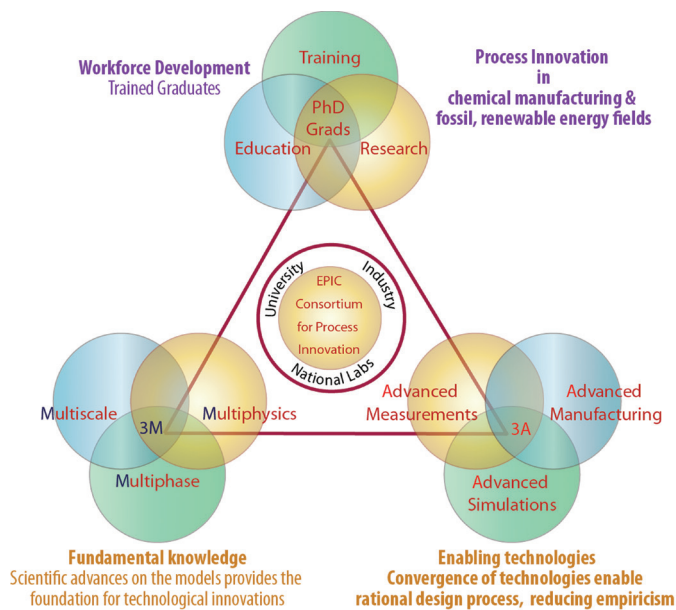 Workforce Development
Trained Graduates
Training
PhD
Grads
Education
Research
Process Innovation
in
chemical manufacturing &
fossil, renewable energy fields
University
Industry
National Labs
EPIC
Consortium
for Process
Innovation
Multiscale
Multiphysics
3M
Multiphase
Advanced
Measurements
Advanced
Manufacturing
3A
Advanced
Simulations
Fundamental knowledge
Scientific advances on the models provides the
foundation for technological innovations
Enabling technologies
Convergence of technologies enable
rational design process, reducing empiricism